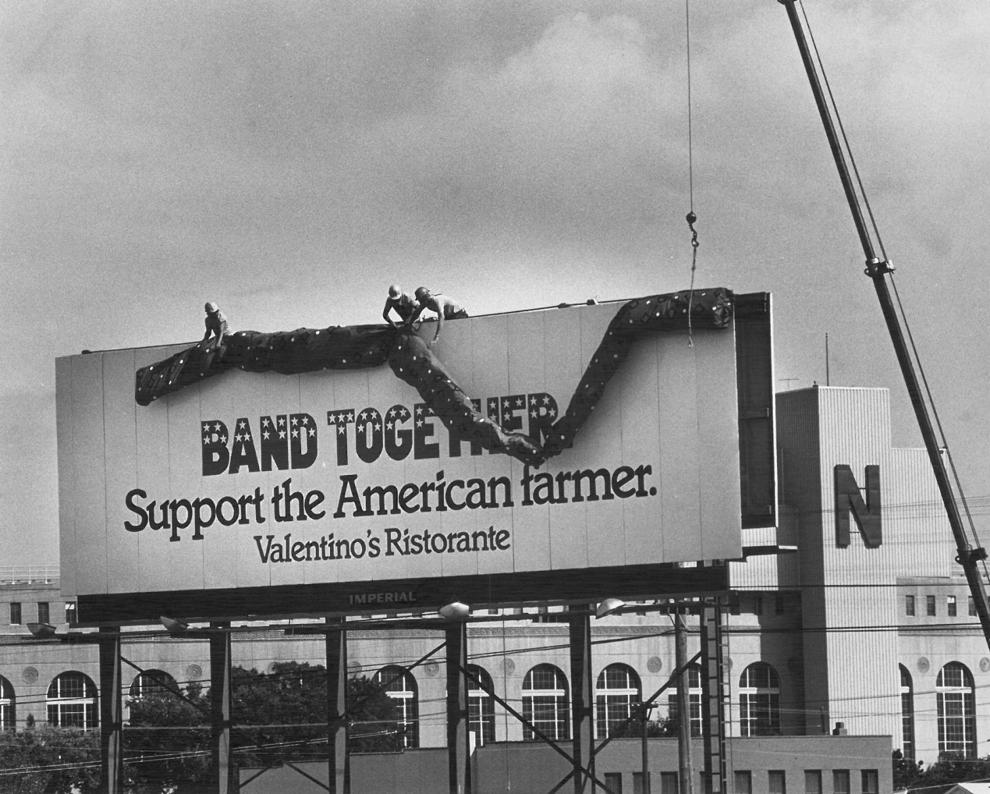 BAND TOGETHER
Support the American farmer.
Valentino's Ristorante
IMPERIAL
N